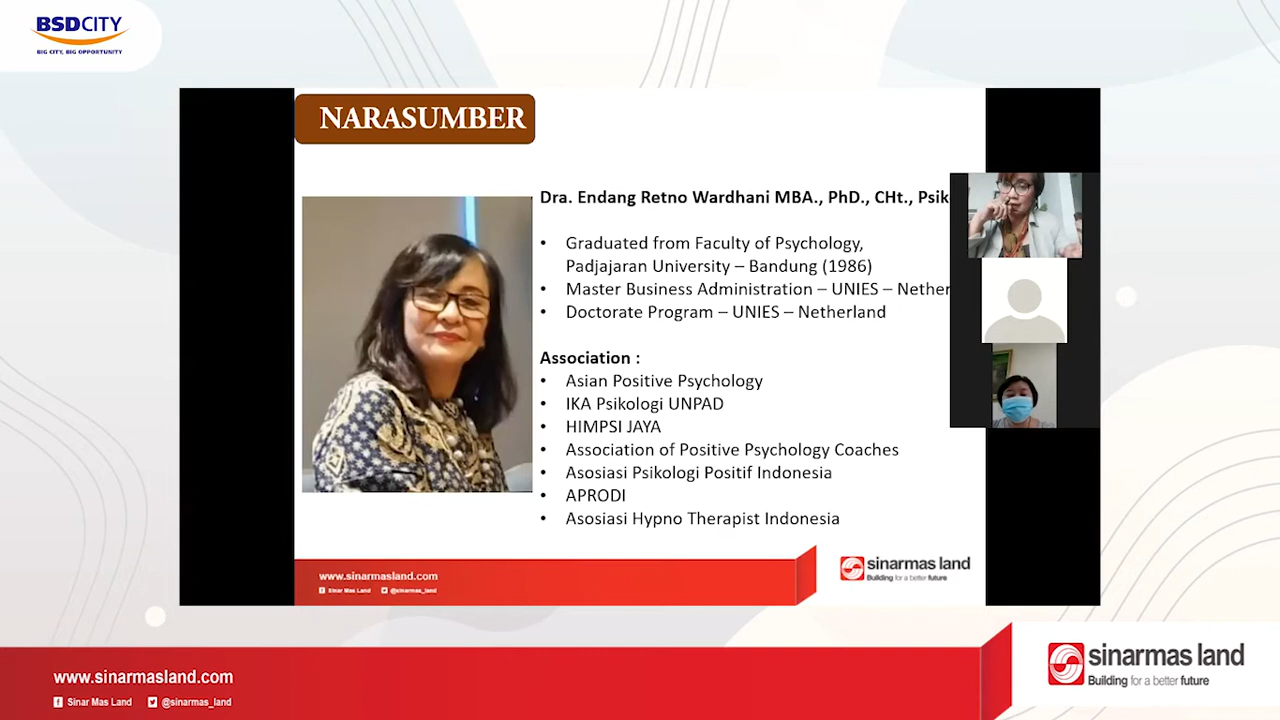 BSDCITY
BIG CITY, BIG OPPORTUNITY
NARASUMBER
Dra. Endang Retno Wardhani MBA., PhD., CHt., Psik
• Graduated from Faculty of Psychology,
Padjajaran University – Bandung (1986)
• Master Business Administration – UNIES – Nether
• Doctorate Program – UNIES – Netherland
Association :
• Asian Positive Psychology
• IKA Psikologi UNPAD
• HIMPSI JAYA
• Association of Positive Psychology Coaches
• Asosiasi Psikologi Positif Indonesia
• APRODI
• Asosiasi Hypno Therapist Indonesia
www.sinarmasland.com
Sinar Mas Land @sinarmas_land
sinarmas land
Building for a better future
www.sinarmasland.com
Sinar Mas Land @sinarmas_land
sinarmas land
Building for a better future